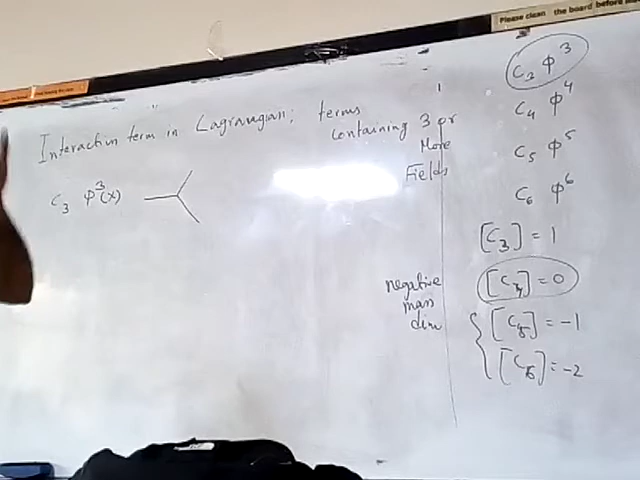 Please clean the board before
Interaction term in Lagrangian: terms containing 3 or More Fields
C₃ φ³(x)
C₃ φ³
C₄ φ⁴
C₅ φ⁵
C₆ φ⁶
[C₃] = 1
[C₄] = 0
negative mass dim
[C₅] = -1
[C₆] = -2